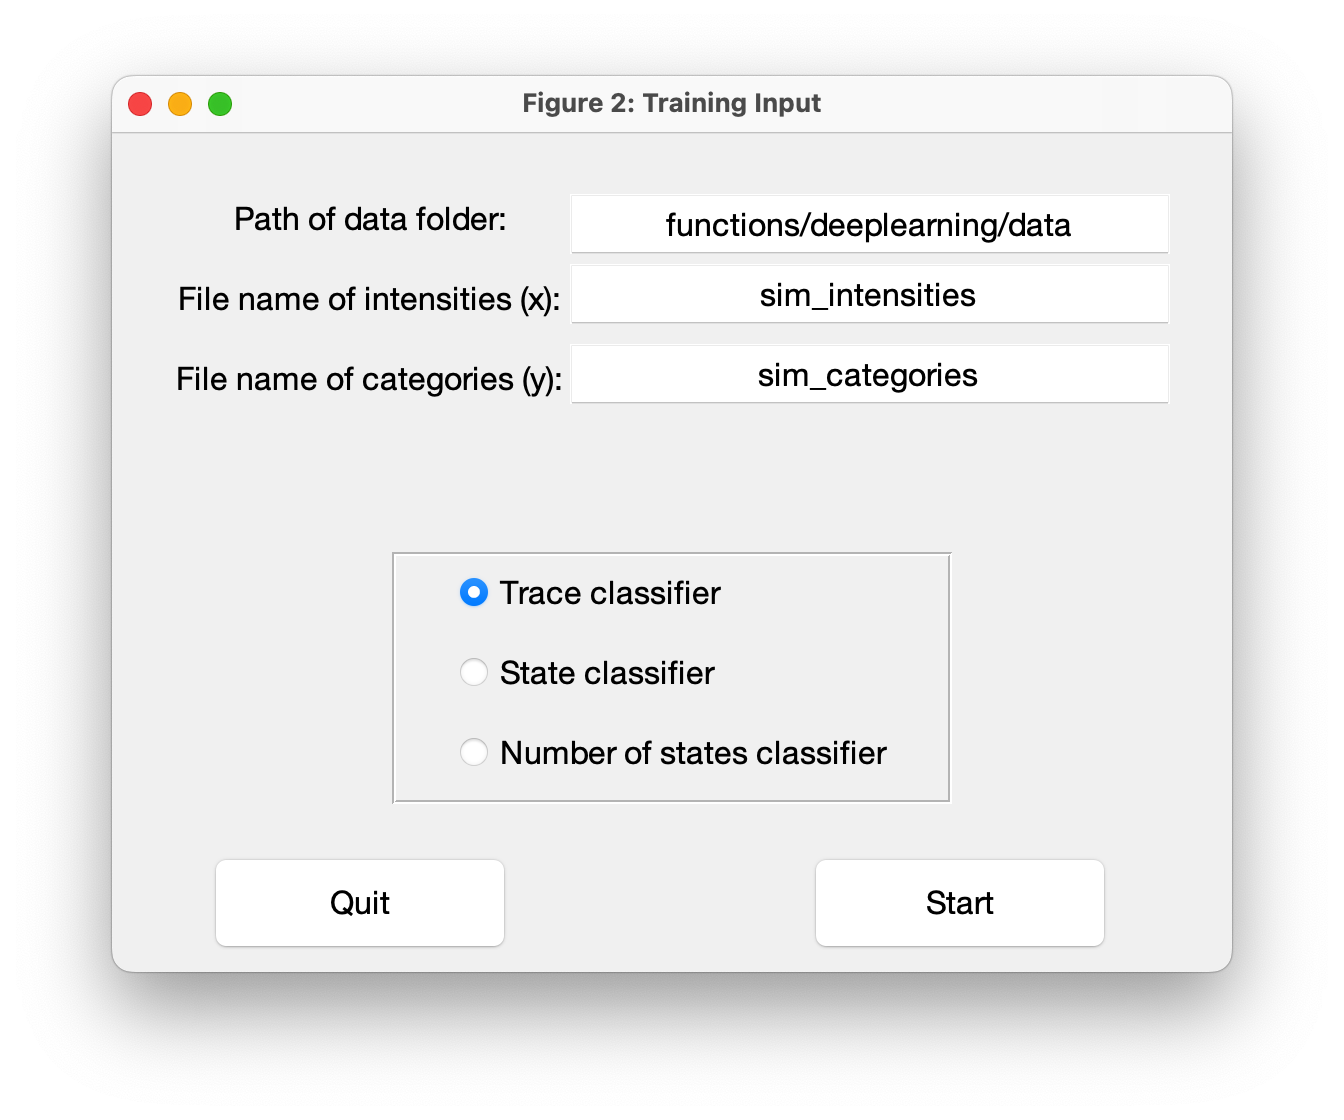 Figure 2: Training Input
Path of data folder: functions/deeplearning/data
File name of intensities (x): sim_intensities
File name of categories (y): sim_categories
Trace classifier
State classifier
Number of states classifier
Quit Start